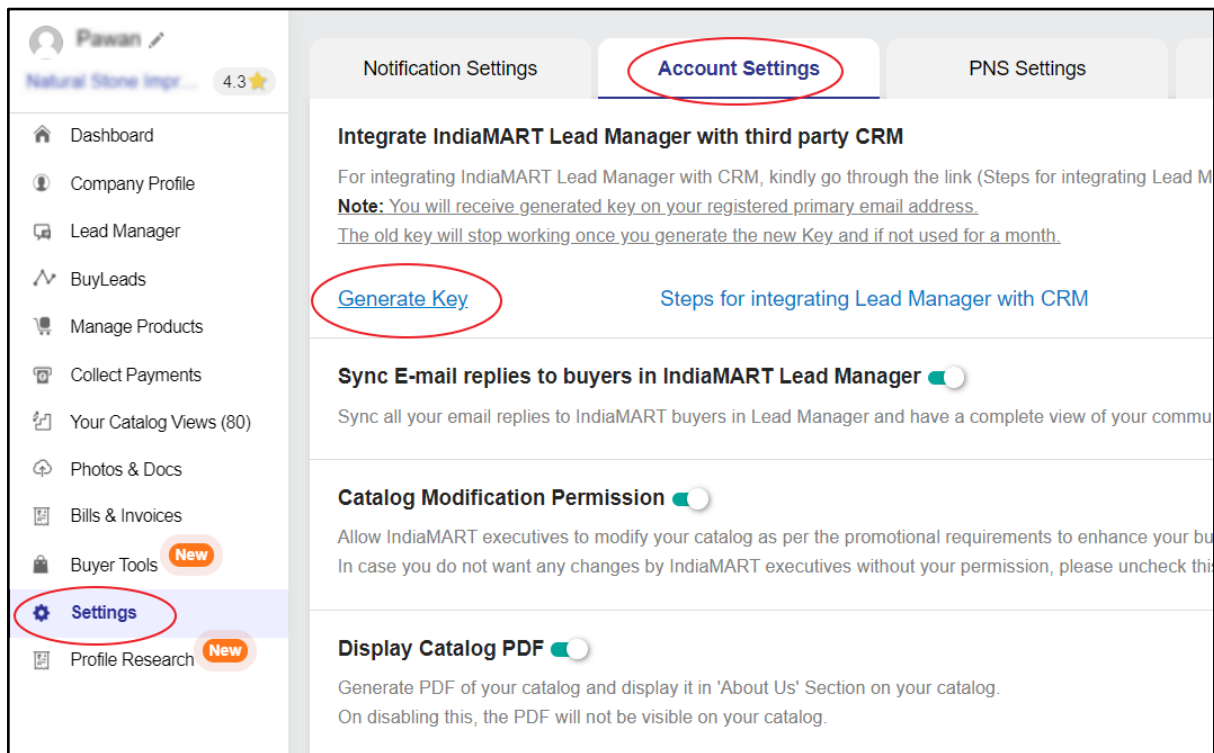 Pawan
4.3
Dashboard
Company Profile
Lead Manager
BuyLeads
Manage Products
Collect Payments
Your Catalog Views (80)
Photos & Docs
Bills & Invoices
Buyer Tools New
Settings
Profile Research New
Notification Settings
Account Settings
PNS Settings
Integrate IndiaMART Lead Manager with third party CRM
For integrating IndiaMART Lead Manager with CRM, kindly go through the link (Steps for integrating Lead M
Note: You will receive generated key on your registered primary email address.
The old key will stop working once you generate the new Key and if not used for a month.
Generate Key
Steps for integrating Lead Manager with CRM
Sync E-mail replies to buyers in IndiaMART Lead Manager
Sync all your email replies to IndiaMART buyers in Lead Manager and have a complete view of your commu
Catalog Modification Permission
Allow IndiaMART executives to modify your catalog as per the promotional requirements to enhance your bu
In case you do not want any changes by IndiaMART executives without your permission, please uncheck this
Display Catalog PDF
Generate PDF of your catalog and display it in 'About Us' Section on your catalog.
On disabling this, the PDF will not be visible on your catalog.